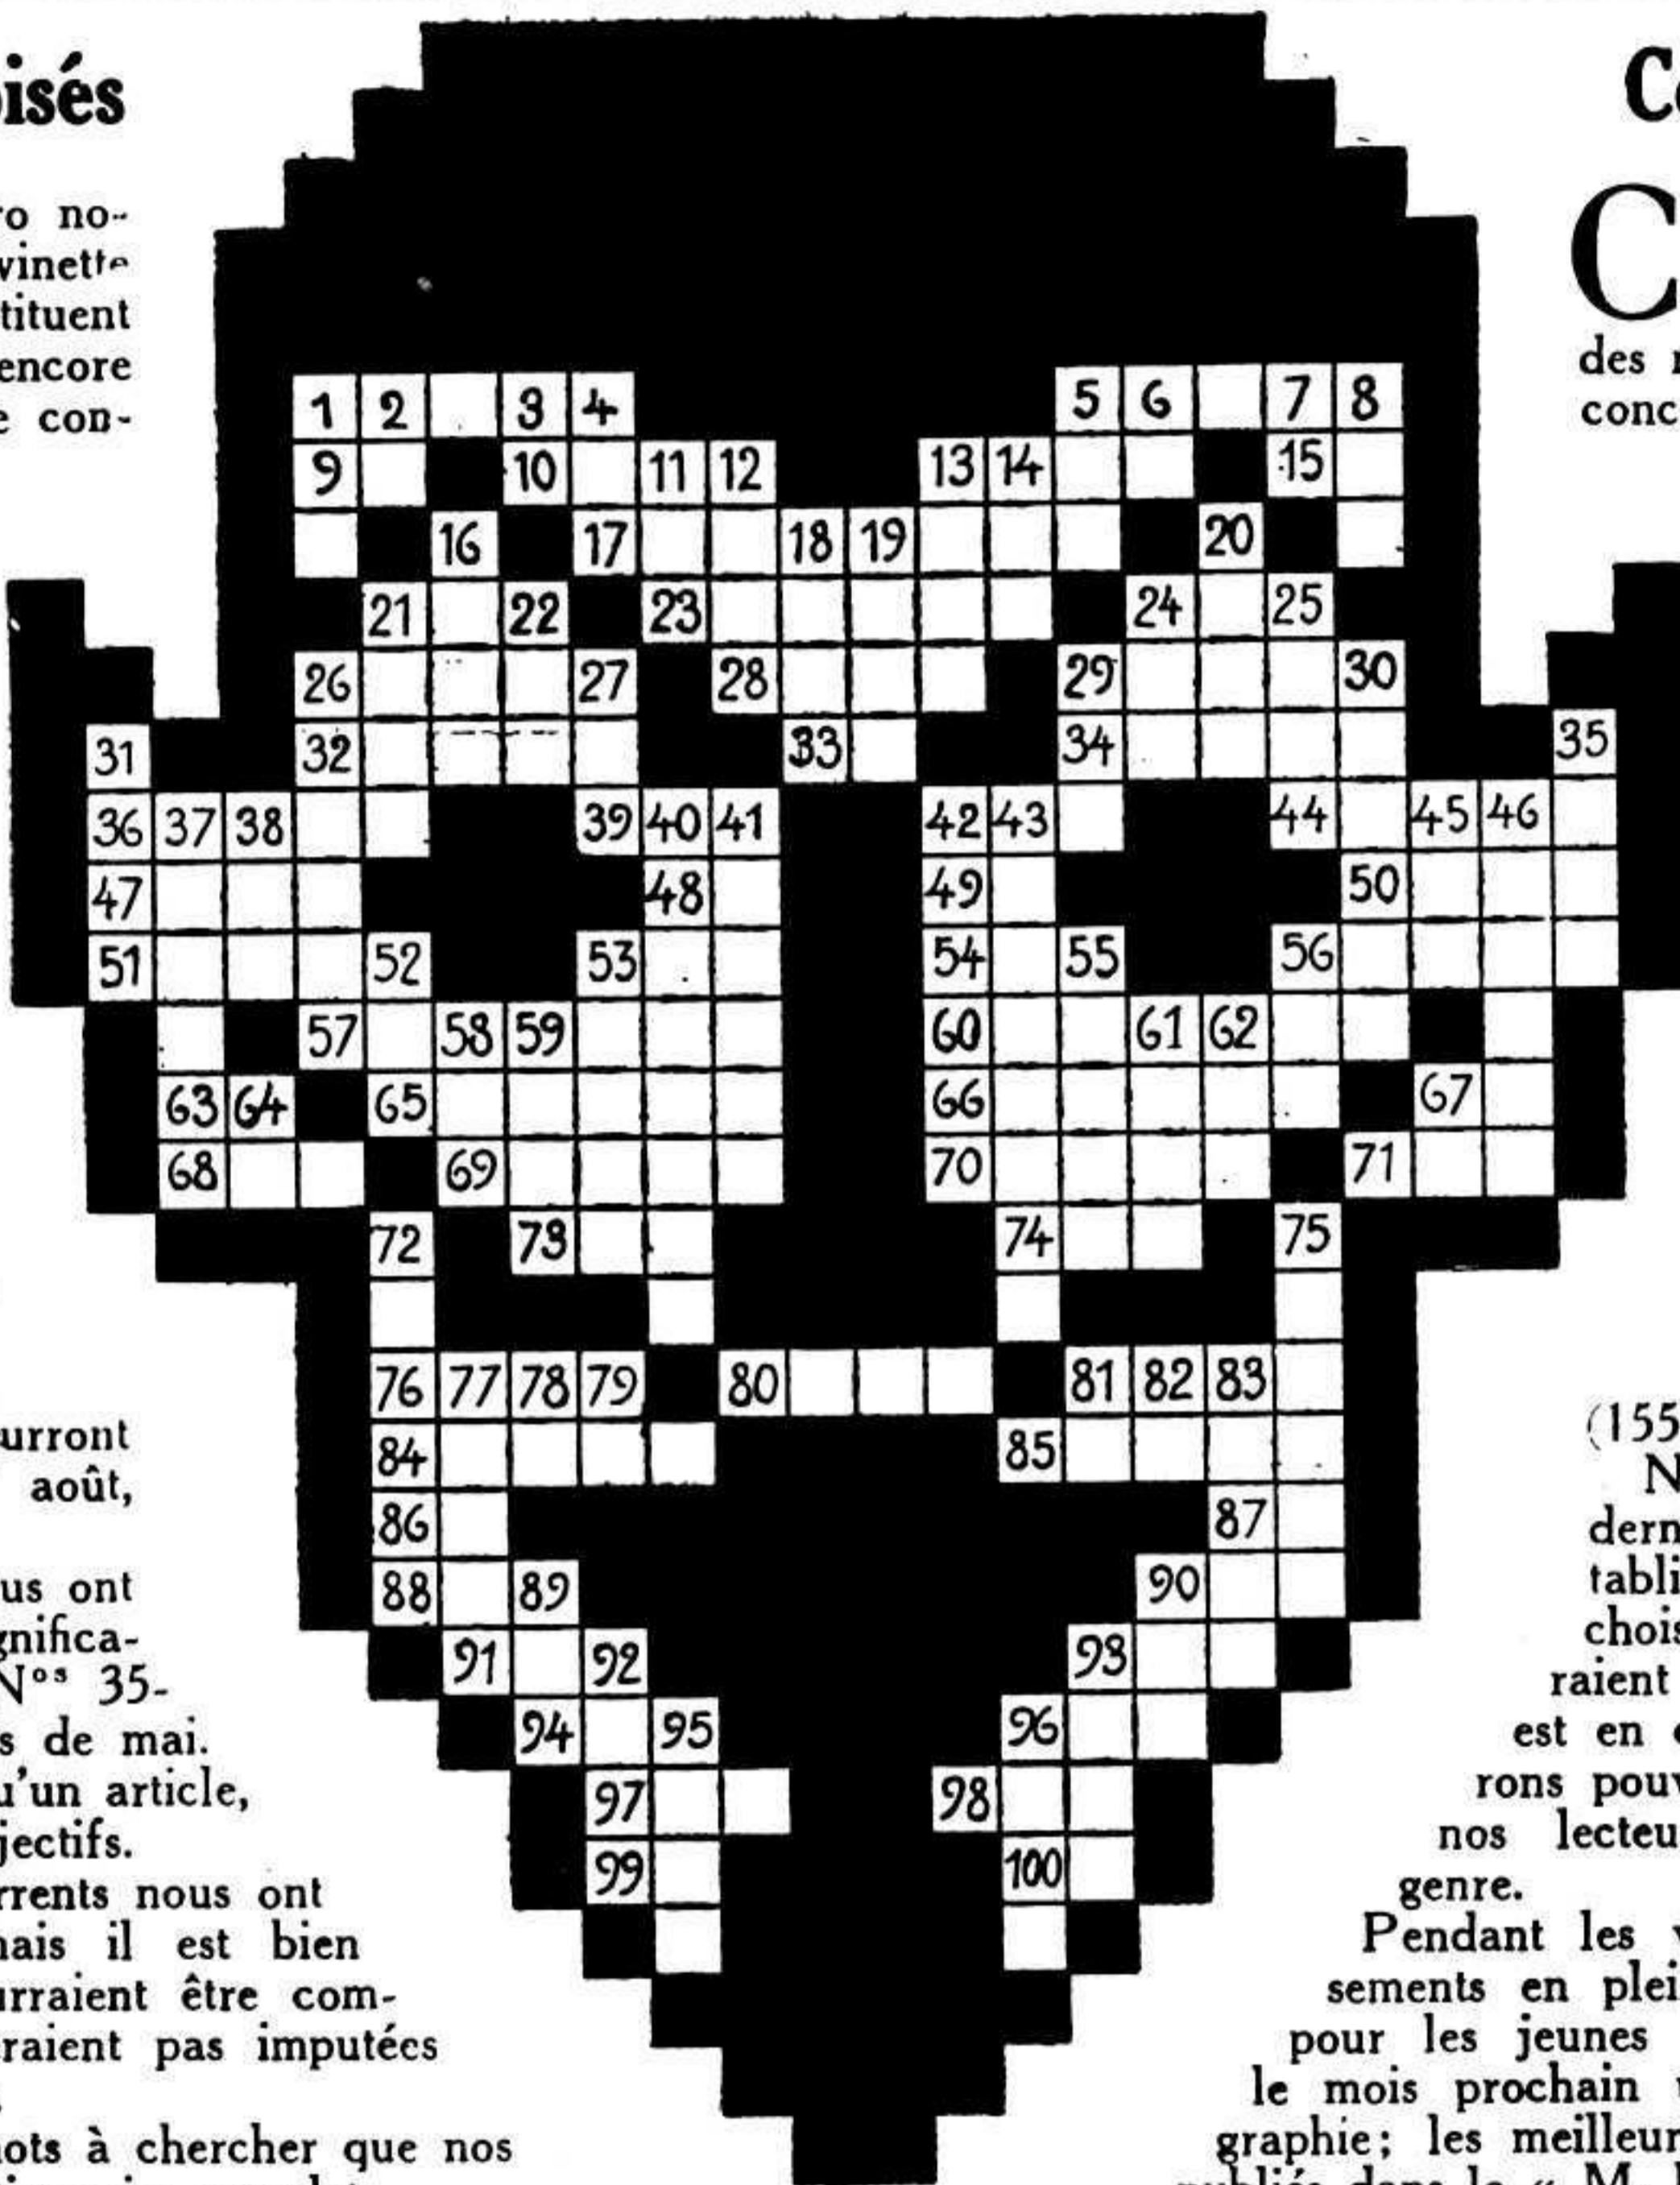 isés
ro no-
vinette
tituent
encore
e con-
1 2 3 4
9 10 11 12
16 17 18
21 22 23
26 27 28
31 32 33
36 37 38 39 40 41
47 48
51 52 53
57 58 59
63 64 65
68 69
72 73
76 77 78 79 80
84
86
88 89
91 92
94 95
97
99
5 6 7 8
13 14 15
19 20
24 25
29 30
34 35
42 43 44 45 46
49 50
54 55 56
60 61 62
66 67
70 71
74 75
81 82 83
85
87
90
93
96
98
100
urront
août,
us ont
gnifica-
Nos 35-
s de mai.
u'un article,
jectifs.
rrents nous ont
nais il est bien
urraient être com-
raient pas imputées
nots à chercher que nos
C
des
conc
(155
N
dern
tabli
chois
raient
est en
rons pouv
nos lecteu
genre.
Pendant les
sements en plei
pour les jeunes
le mois prochain
graphie; les meilleur